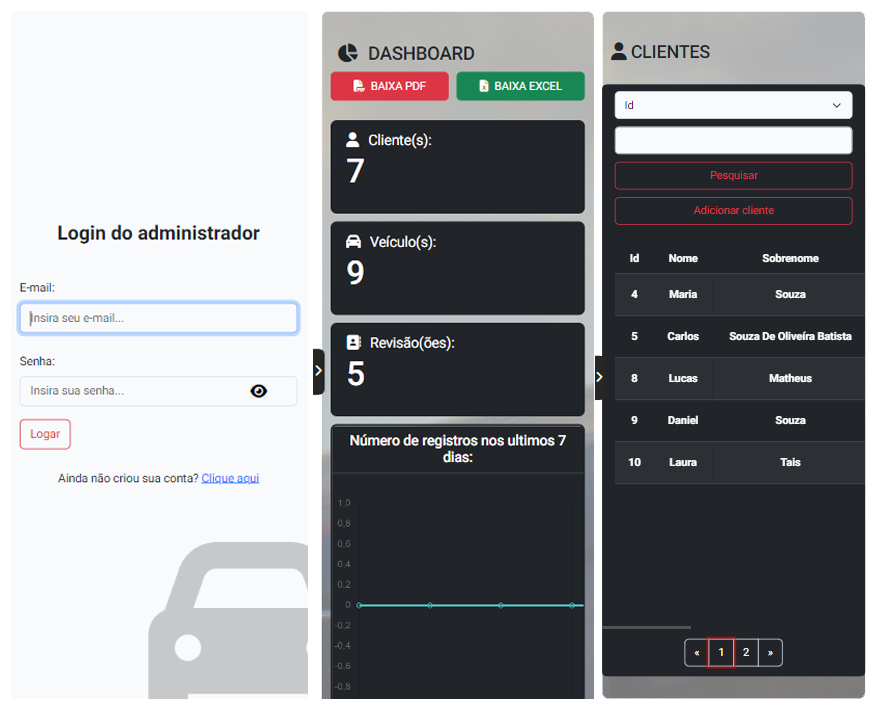 Login do administrador
E-mail:
Insira seu e-mail...
Senha:
Insira sua senha...
Logar
Ainda não criou sua conta? Clique aqui
DASHBOARD
BAIXA PDF
BAIXA EXCEL
Cliente(s):
7
Veículo(s):
9
Revisão(ões):
5
Número de registros nos ultimos 7
dias:
1,0
0,8
0,6
0,4
0,2
0
-0,2
-0,4
-0,6
-0,8
CLIENTES
Id
Pesquisar
Adicionar cliente
Id Nome Sobrenome
4 Maria Souza
5 Carlos Souza De Oliveira Batista
8 Lucas Matheus
9 Daniel Souza
10 Laura Tais
« 1 2 »